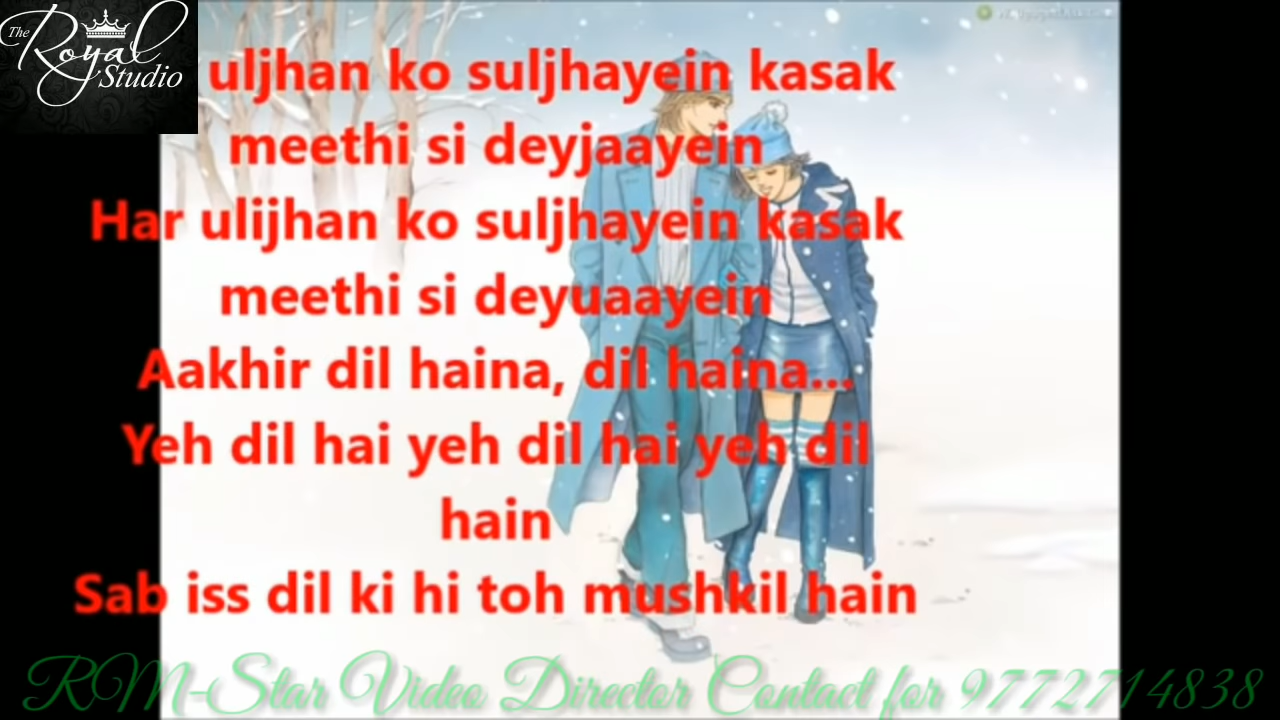 The
Royal
Studio
uljhan ko suljhayein kasak
meethi si deyjaayein
Har ulijhan ko suljhayein kasak
meethi si deyuaayein
Aakhir dil haina, dil haina...
Yeh dil hai yeh dil hai yeh dil
hain
Sab iss dil ki hi toh mushkil hain
RM-Star Video Director Contact for 9772714838